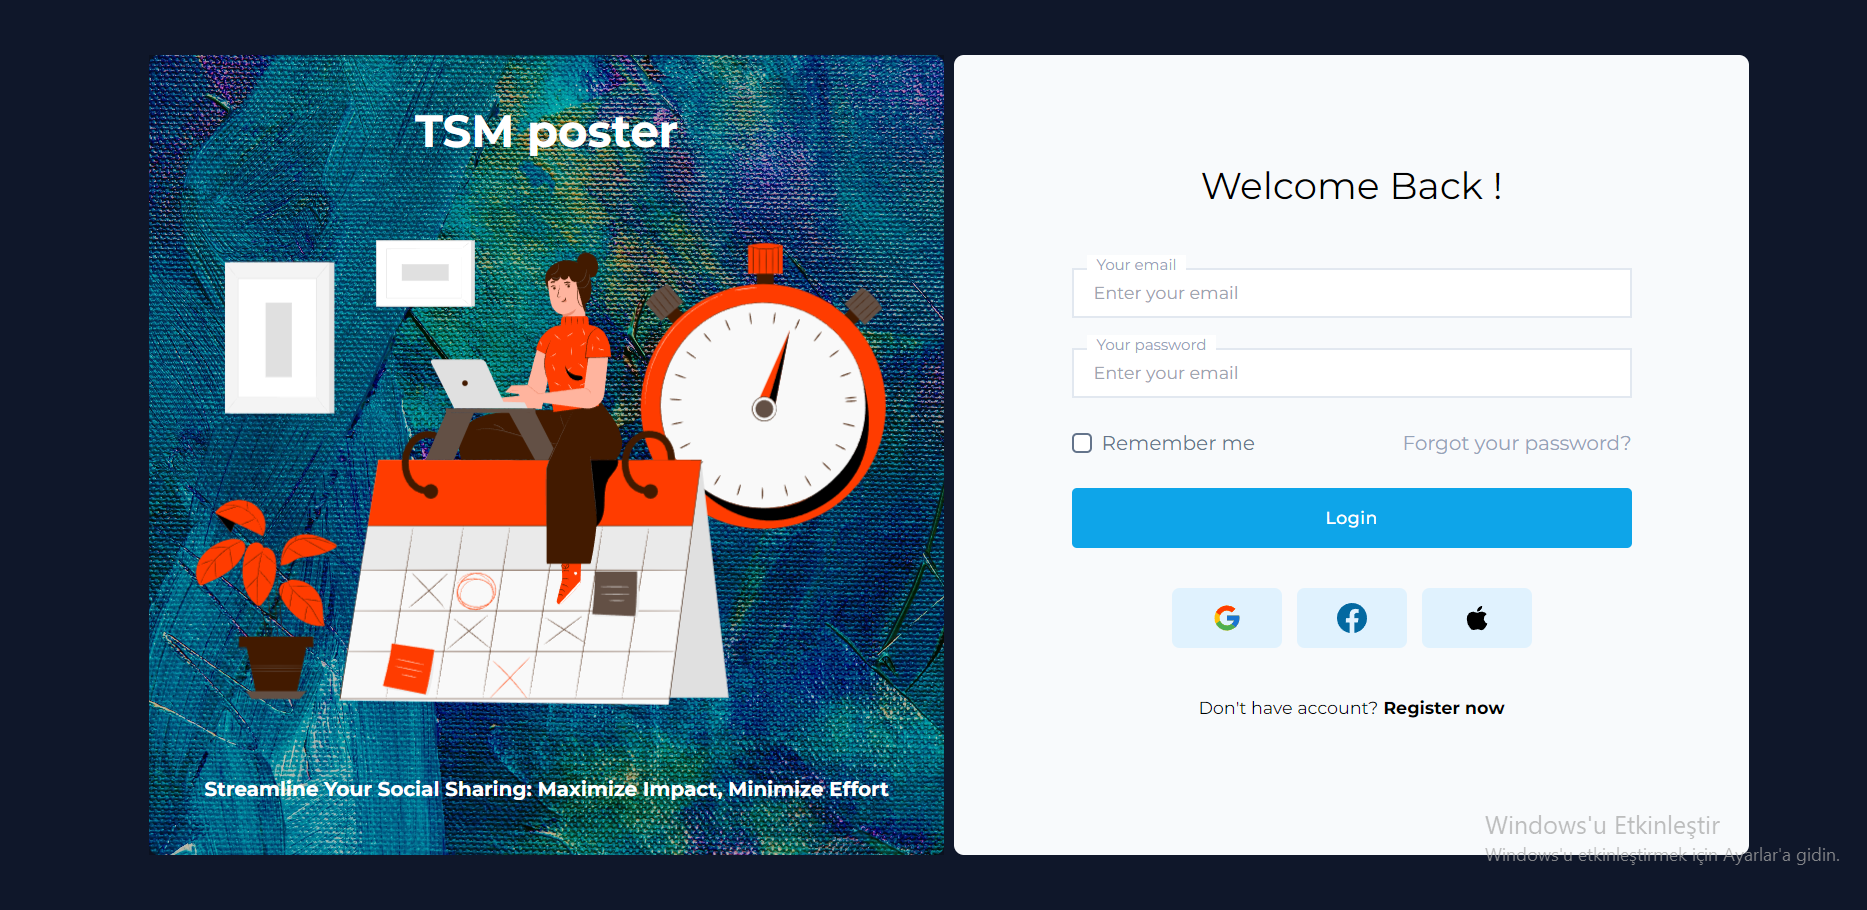 TSM poster
Streamline Your Social Sharing: Maximize Impact, Minimize Effort
Welcome Back !
Your email
Enter your email
Your password
Enter your email
Remember me
Forgot your password?
Login
Don't have account? Register now
Windows'u Etkinleştir
Windows'u etkinleştirmek için Ayarlar'a gidin.